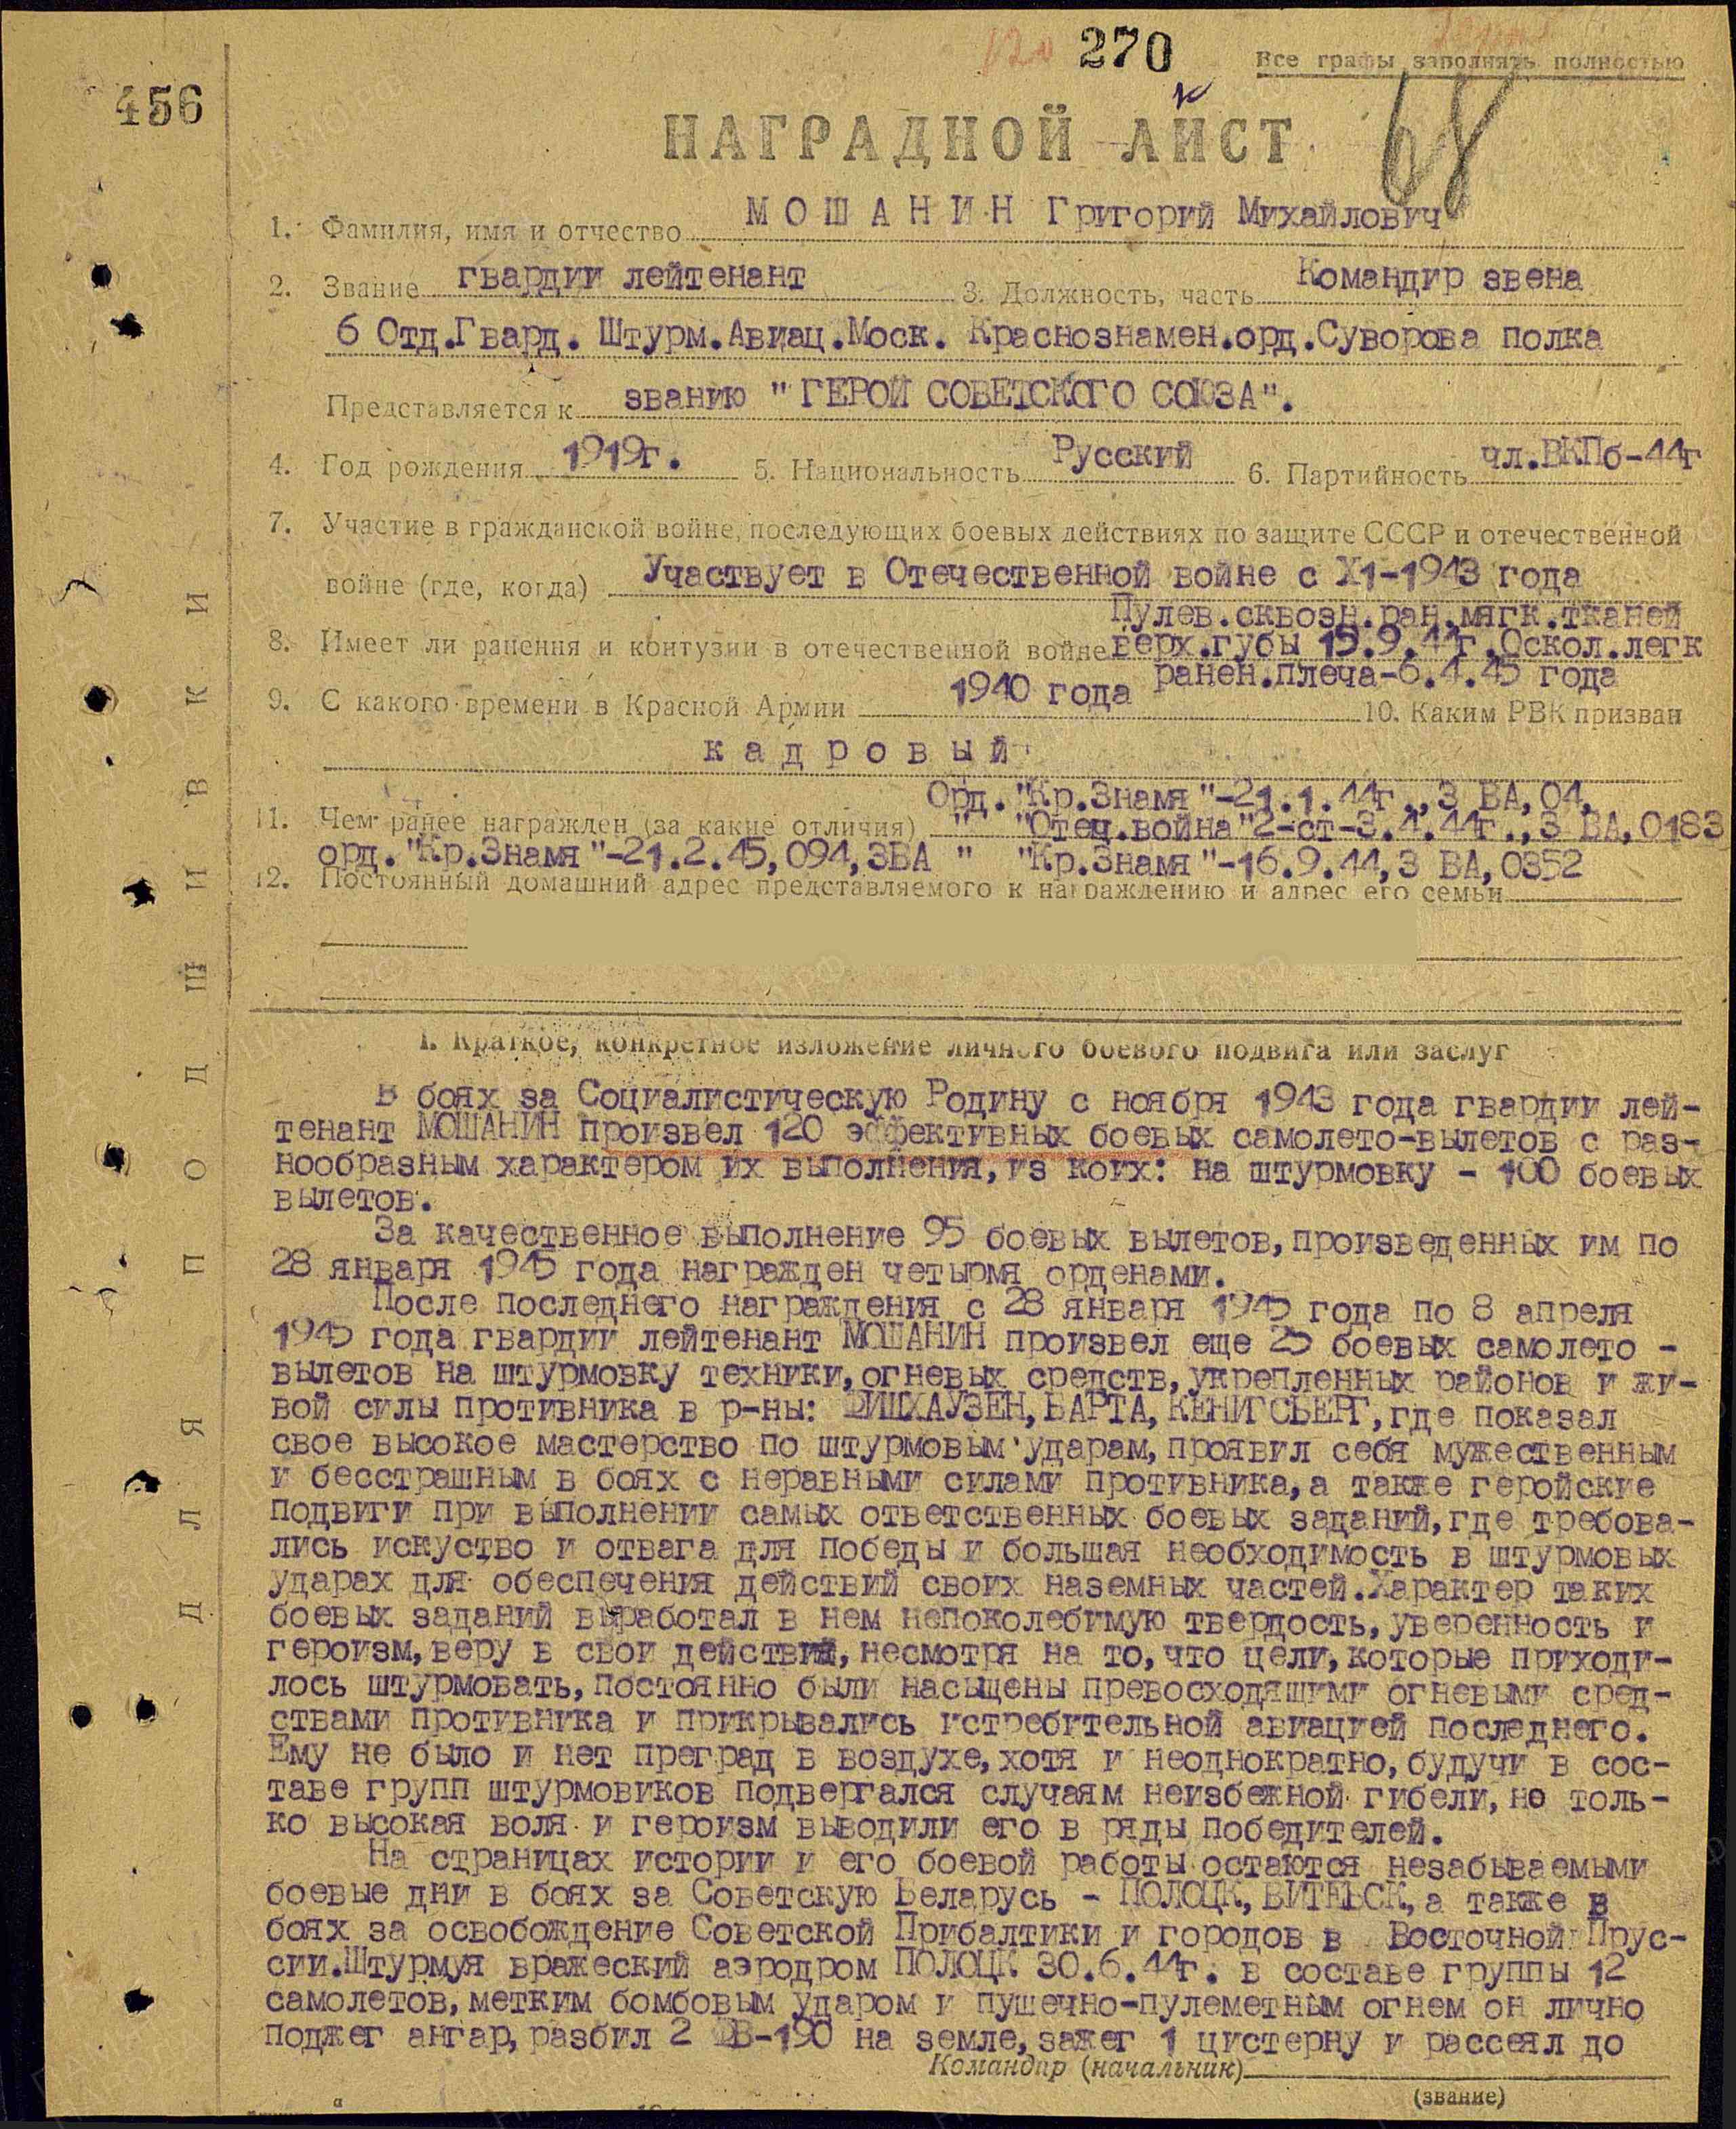 270
Все графы заполнять полностью
456
НАГРАДНОЙ ЛИСТ
68
1. Фамилия, имя и отчество МОШАНИН Григорий Михайлович
2. Звание гвардии лейтенант 3. Должность, часть Командир звена
6 Отд.Гвард. Штурм.Авиац.Моск. Краснознамен.орд.Суворова полка
Представляется к званию "ГЕРОЙ СОВЕТСКОГО СОЮЗА".
4. Год рождения 1919г. 5. Национальность Русский 6. Партийность чл.ВКПб-44г
7. Участие в гражданской войне, последующих боевых действиях по защите СССР и отечественной
войне (где, когда) Участвует в Отечественной войне с Х1-1943 года
Пулев.сквозн.ран.мягк.тканей
8. Имеет ли ранения и контузии в отечественной войне верх.губы 15.9.44г.Оскол.легк
ранен.плеча-6.4.45 года
9. С какого времени в Красной Армии 1940 года 10. Каким РВК призван
кадровый
Орд."Кр.Знамя"-21.1.44г.,3 ВА,04,
11. Чем ранее награжден (за какие отличия) " "Отеч.война"2-ст-3.4.44г.,3 ВА,0183
орд."Кр.Знамя"-21.2.45,094,3ВА " "Кр.Знамя"-16.9.44,3 ВА,0352
12. Постоянный домашний адрес представляемого к награждению и адрес его семьи
I. Краткое, конкретное изложение личного боевого подвига или заслуг
В боях за Социалистическую Родину с ноября 1943 года гвардии лей-
тенант МОШАНИН произвел 120 эффективных боевых самолето-вылетов с раз-
нообразным характером их выполнения,из коих: на штурмовку - 100 боевых
вылетов.
За качественное выполнение 95 боевых вылетов,произведенных им по
28 января 1945 года награжден четырмя орденами.
После последнего награждения с 28 января 1945 года по 8 апреля
1945 года гвардии лейтенант МОШАНИН произвел еще 25 боевых самолето -
вылетов на штурмовку техники,огневых средств,укрепленных районов и жи-
вой силы противника в р-ны: ФИШХАУЗЕН,БАРТА,КЕНИГСБЕРГ,где показал
свое высокое мастерство по штурмовым ударам,проявил себя мужественным
и бесстрашным в боях с неравными силами противника,а также геройские
подвиги при выполнении самых ответственных боевых заданий,где требова-
лись искуство и отвага для победы и большая необходимость в штурмовых
ударах для обеспечения действий своих наземных частей.Характер таких
боевых заданий выработал в нем непоколебимую твердость,уверенность и
героизм,веру в свои действия,несмотря на то,что цели,которые приходи-
лось штурмовать,постоянно были насыщены превосходящими огневыми сред-
ствами противника и прикрывались истребительной авиацией последнего.
Ему не было и нет преград в воздухе,хотя и неоднократно,будучи в сос-
таве групп штурмовиков подвергался случаям неизбежной гибели,но толь-
ко высокая воля и героизм выводили его в ряды победителей.
На страницах истории и его боевой работы остаются незабываемыми
боевые дни в боях за Советскую Беларусь - ПОЛОЦК,ВИТЕБСК,а также в
боях за освобождение Советской Прибалтики и городов в Восточной Прус-
сии.Штурмуя вражеский аэродром ПОЛОЦК 30.6.44г. в составе группы 12
самолетов,метким бомбовым ударом и пушечно-пулеметным огнем он лично
поджег ангар,разбил 2 ФВ-190 на земле,зажег 1 цистерну и рассеял до
Командир (начальник)
(звание)
ДЛЯ ПОДШИВКИ